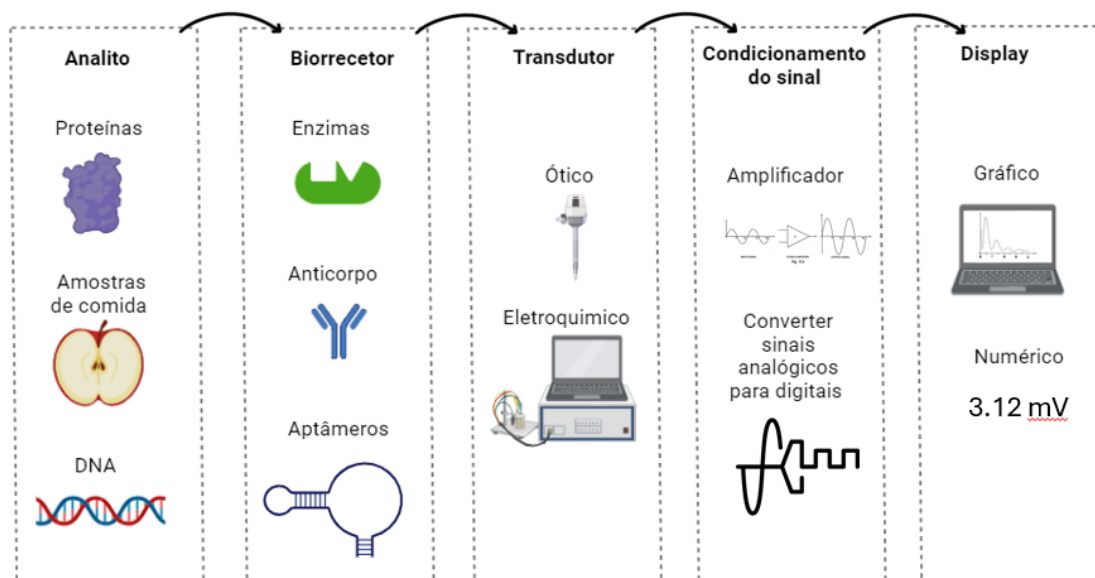 Analito
Proteínas
Amostras
de comida
DNA
Biorrecetor
Enzimas
Anticorpo
Aptâmeros
Transdutor
Ótico
Eletroquimico
Condicionamento
do sinal
Amplificador
Converter
sinais
analógicos
para digitais
Display
Gráfico
Numérico
3.12 mV